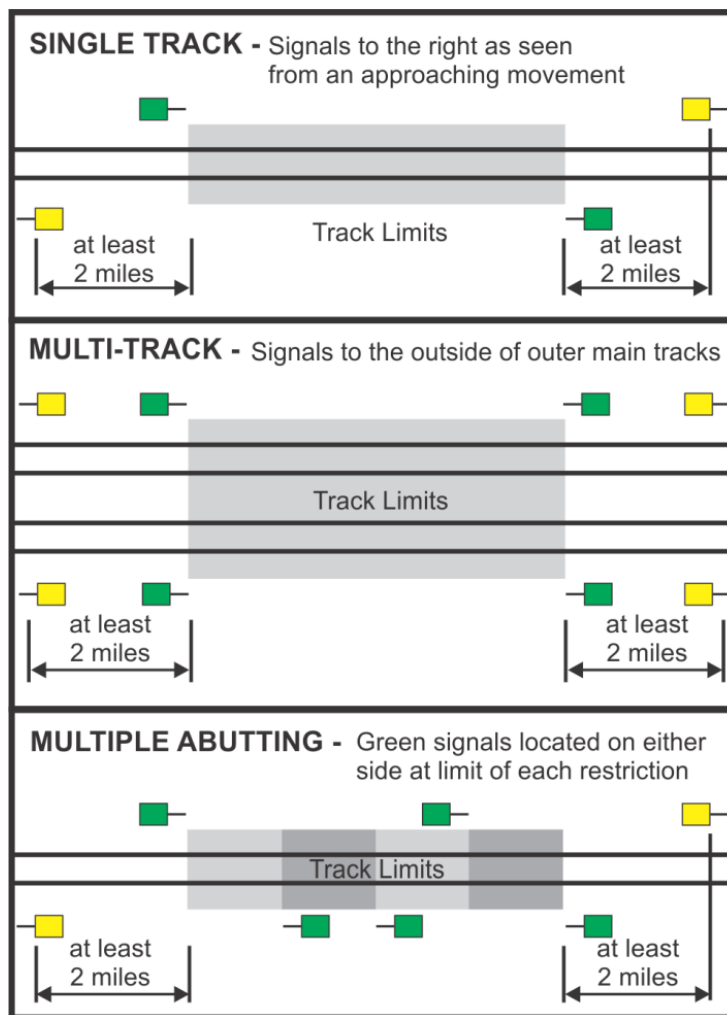 SINGLE TRACK - Signals to the right as seen
from an approaching movement
Track Limits
at least
2 miles
at least
2 miles
MULTI-TRACK - Signals to the outside of outer main tracks
Track Limits
at least
2 miles
at least
2 miles
MULTIPLE ABUTTING - Green signals located on either
side at limit of each restriction
Track Limits
at least
2 miles
at least
2 miles